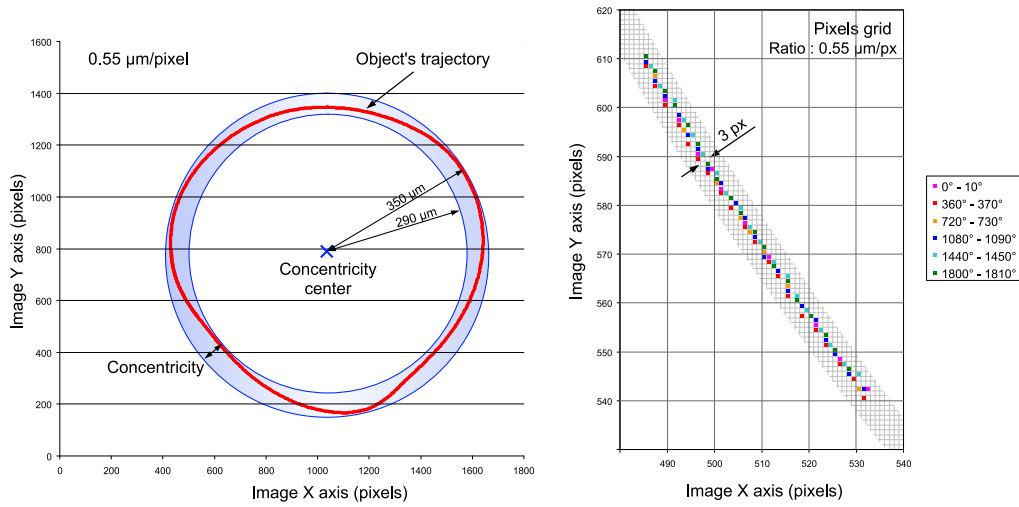 0.55 µm/pixel
Object's trajectory
350 µm
290 µm
Concentricity
center
Concentricity
Image Y axis (pixels)
1600
1400
1200
1000
800
600
400
200
0
0 200 400 600 800 1000 1200 1400 1600 1800
Image X axis (pixels)
Pixels grid
Ratio : 0.55 µm/px
3 px
Image Y axis (pixels)
620
610
600
590
580
570
560
550
540
490 500 510 520 530 540
Image X axis (pixels)
0° - 10°
360° - 370°
720° - 730°
1080° - 1090°
1440° - 1450°
1800° - 1810°